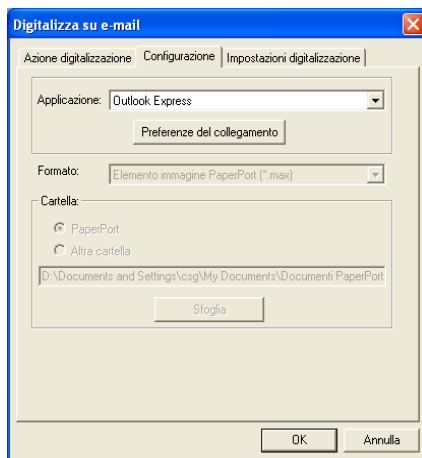 Digitalizza su e-mail
Azione digitalizzazione Configurazione Impostazioni digitalizzazione
Applicazione: Outlook Express
Preferenze del collegamento
Formato: Elemento immagine PaperPort (*.max)
Cartella:
PaperPort
Altra cartella
D:\Documents and Settings\csg\My Documents\Documenti PaperPort
Sfoglia
OK Annulla